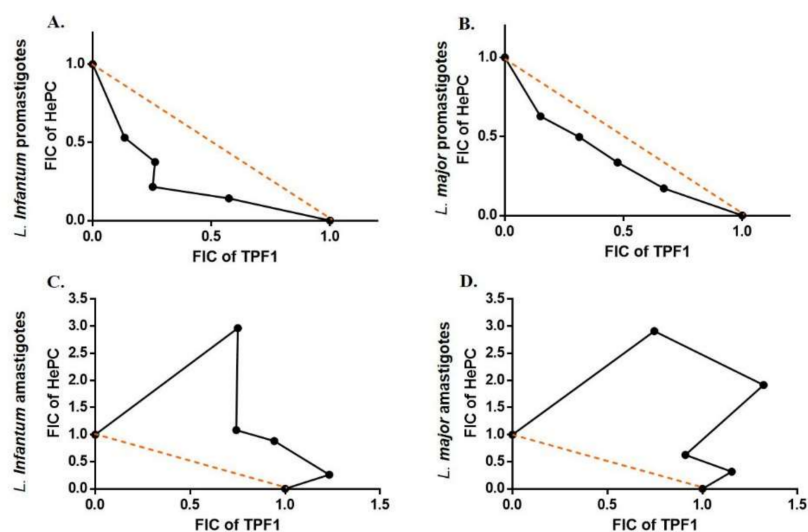 A.
L. Infantum promastigotes
FIC of HePC
1.0
0.5
0.0
0.0 0.5 1.0
FIC of TPF1
B.
L. major promastigotes
FIC of HePC
1.0
0.5
0.0
0.0 0.5 1.0
FIC of TPF1
C.
L. Infantum amastigotes
FIC of HePC
3.5
3.0
2.5
2.0
1.5
1.0
0.5
0.0
0.0 0.5 1.0 1.5
FIC of TPF1
D.
L. major amastigotes
FIC of HePC
3.5
3.0
2.5
2.0
1.5
1.0
0.5
0.0
0.0 0.5 1.0 1.5
FIC of TPF1